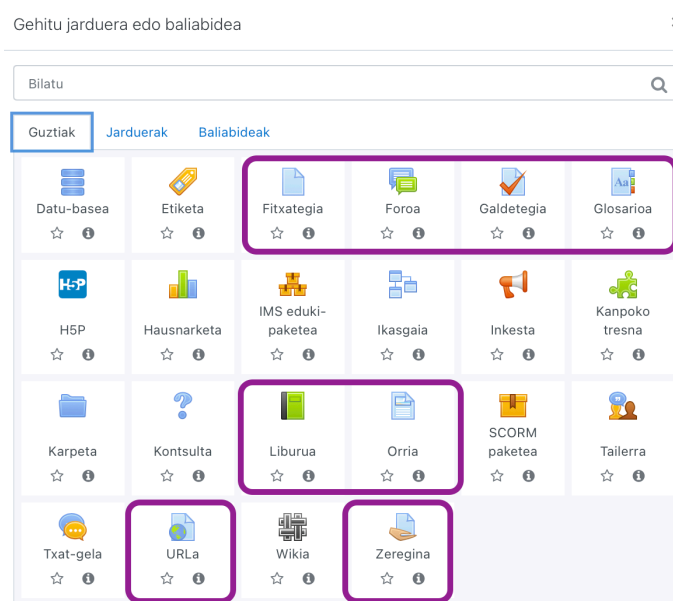 Gehitu jarduera edo baliabidea
Bilatu
Guztiak Jarduerak Baliabideak
Datu-basea Etiketa Fitxategia Foroa Galdetegia Glosarioa
H5P Hausnarketa IMS eduki-paketea Ikasgaia Inkesta Kanpoko tresna
Karpeta Kontsulta Liburua Orria SCORM paketea Tailerra
Txat-gela URLa Wikia Zeregina